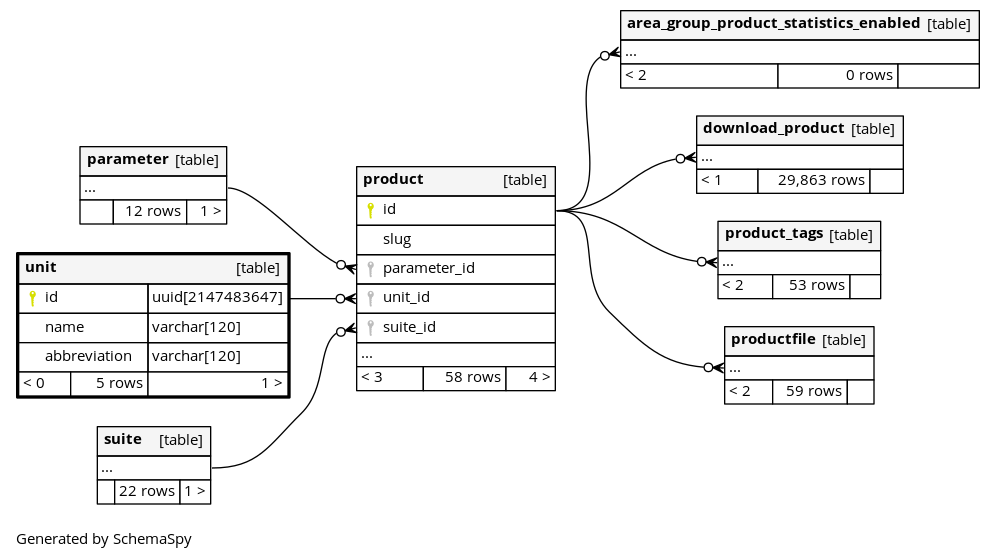 area_group_product_statistics_enabled [table]
...
< 2 0 rows
download_product [table]
...
< 1 29,863 rows
parameter [table]
...
12 rows 1 >
product [table]
id
slug
parameter_id
unit_id
suite_id
...
< 3 58 rows 4 >
product_tags [table]
...
< 2 53 rows
unit [table]
id uuid[2147483647]
name varchar[120]
abbreviation varchar[120]
< 0 5 rows 1 >
productfile [table]
...
< 2 59 rows
suite [table]
...
22 rows 1 >
Generated by SchemaSpy